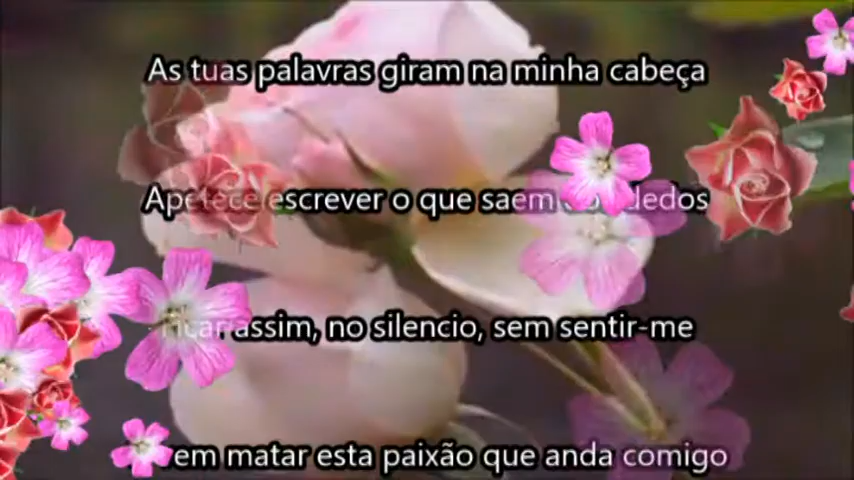 As tuas palavras giram na minha cabeça
Apetece escrever o que saem dedos
assim, no silencio, sem sentir-me
matar esta paixão que anda comigo